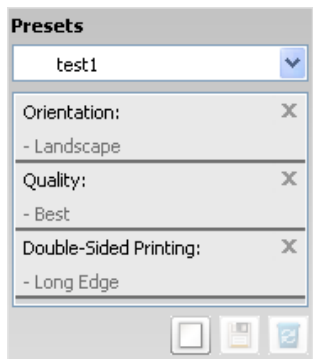 Presets
test1
Orientation:
- Landscape
Quality:
- Best
Double-Sided Printing:
- Long Edge